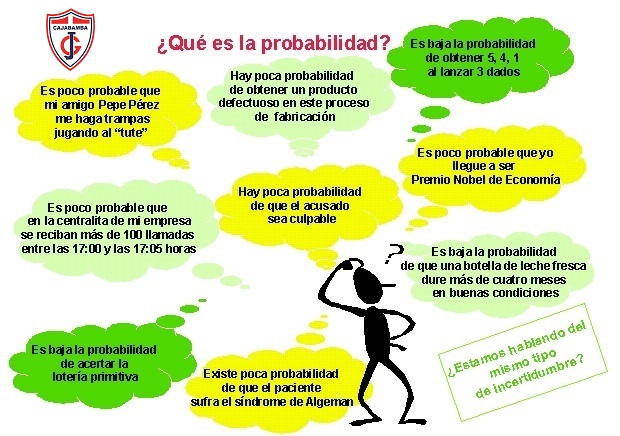 CAJABAMBA
¿Qué es la probabilidad?
Es baja la probabilidad
de obtener 5, 4, 1
al lanzar 3 dados
Hay poca probabilidad
de obtener un producto
defectuoso en este proceso
de fabricación
Es poco probable que
mi amigo Pepe Pérez
me haga trampas
jugando al “tute”
Es poco probable que yo
llegue a ser
Premio Nobel de Economía
Hay poca probabilidad
de que el acusado
sea culpable
Es poco probable que
en la centralita de mi empresa
se reciban más de 100 llamadas
entre las 17:00 y las 17:05 horas
?
Es baja la probabilidad
de que una botella de leche fresca
dure más de cuatro meses
en buenas condiciones
Es baja la probabilidad
de acertar la
lotería primitiva
Existe poca probabilidad
de que el paciente
sufra el síndrome de Algeman
¿Estamos hablando del
mismo tipo
de incertidumbre?